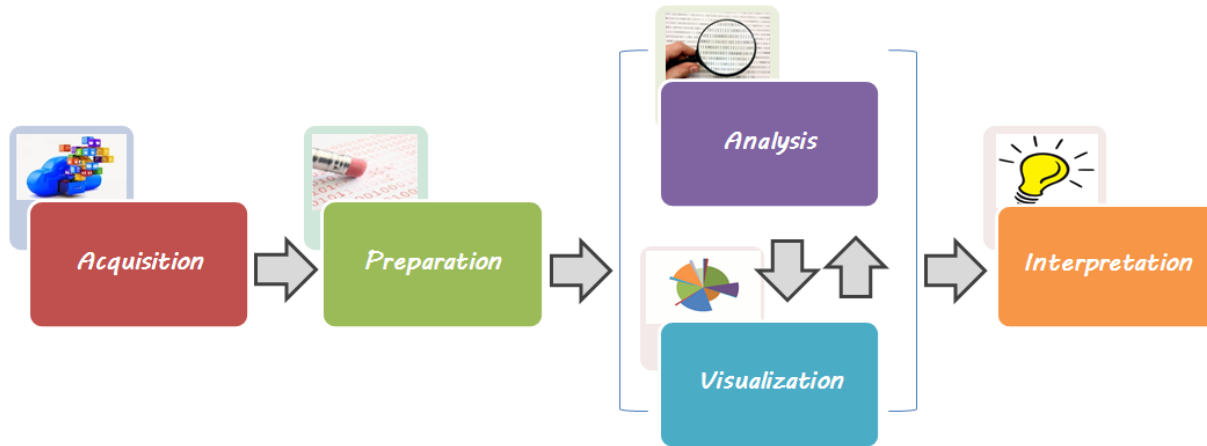 Acquisition
Preparation
Analysis
Visualization
Interpretation